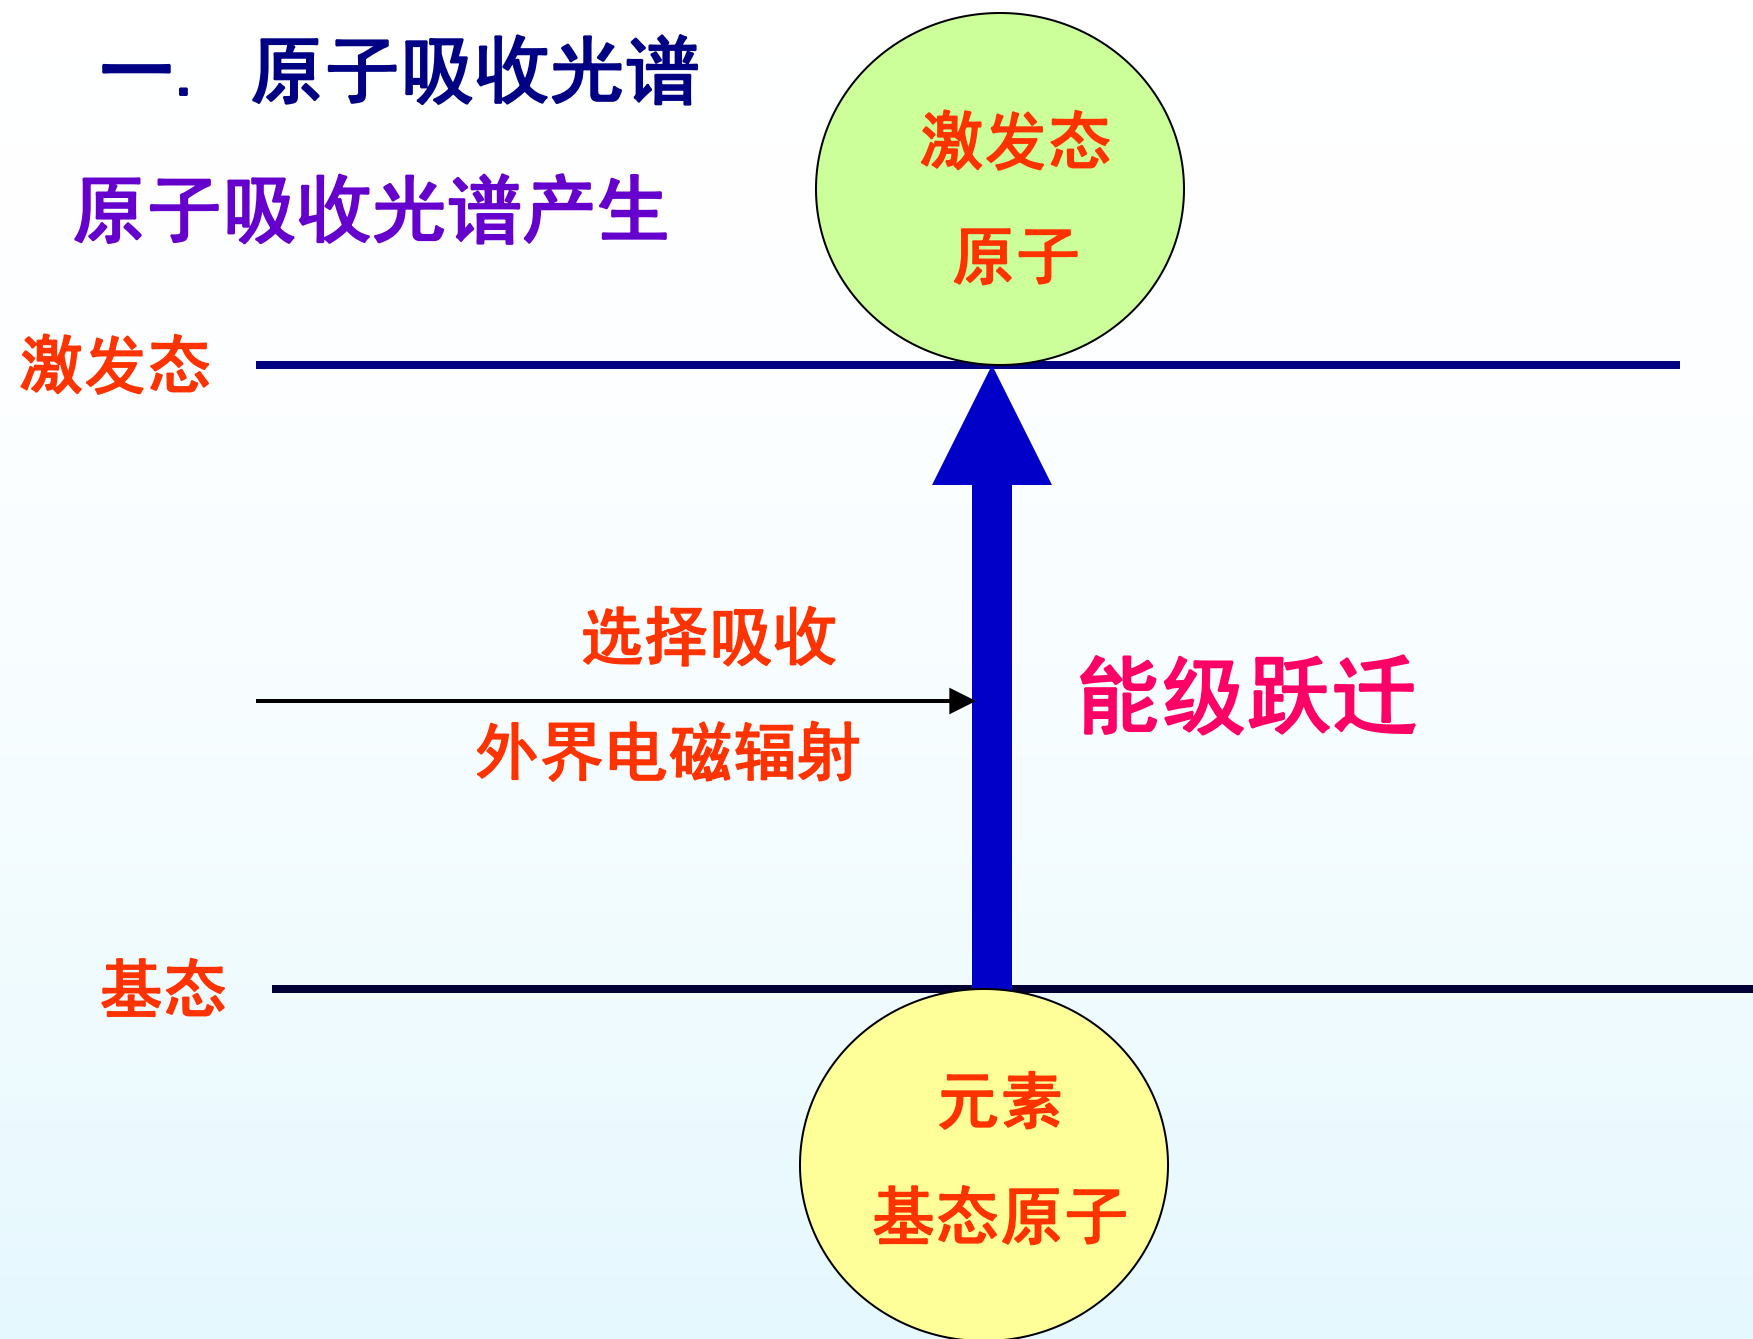 一. 原子吸收光谱
原子吸收光谱产生
激发态
原子
激发态
选择吸收
外界电磁辐射
能级跃迁
基态
元素
基态原子